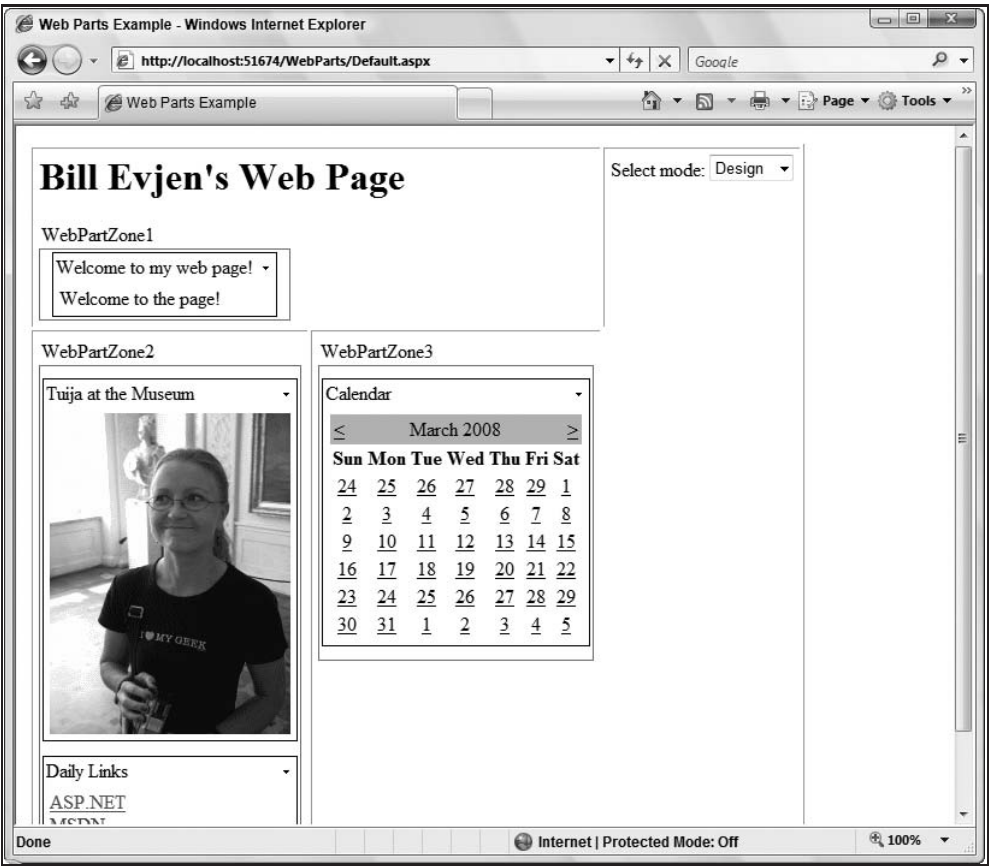 Web Parts Example - Windows Internet Explorer
http://localhost:51674/WebParts/Default.aspx
Google
Web Parts Example
Page
Tools
Bill Evjen's Web Page
Select mode: Design
WebPartZone1
Welcome to my web page!
Welcome to the page!
WebPartZone2
WebPartZone3
Tuija at the Museum
I ♥ MY GEEK
Calendar
< March 2008 >
Sun Mon Tue Wed Thu Fri Sat
24 25 26 27 28 29 1
2 3 4 5 6 7 8
9 10 11 12 13 14 15
16 17 18 19 20 21 22
23 24 25 26 27 28 29
30 31 1 2 3 4 5
Daily Links
ASP.NET
MSDN
Done
Internet | Protected Mode: Off
100%